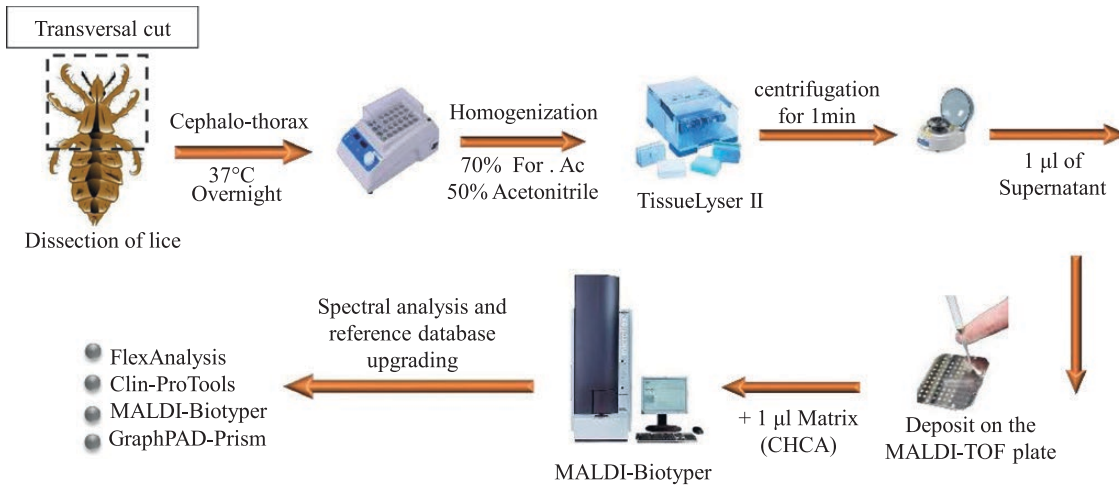 Transversal cut
Dissection of lice
Cephalo-thorax
37°C
Overnight
Homogenization
70% For . Ac
50% Acetonitrile
TissueLyser II
centrifugation
for 1min
1 µl of
Supernatant
Deposit on the
MALDI-TOF plate
+ 1 µl Matrix
(CHCA)
MALDI-Biotyper
Spectral analysis and
reference database
upgrading
FlexAnalysis
Clin-ProTools
MALDI-Biotyper
GraphPAD-Prism